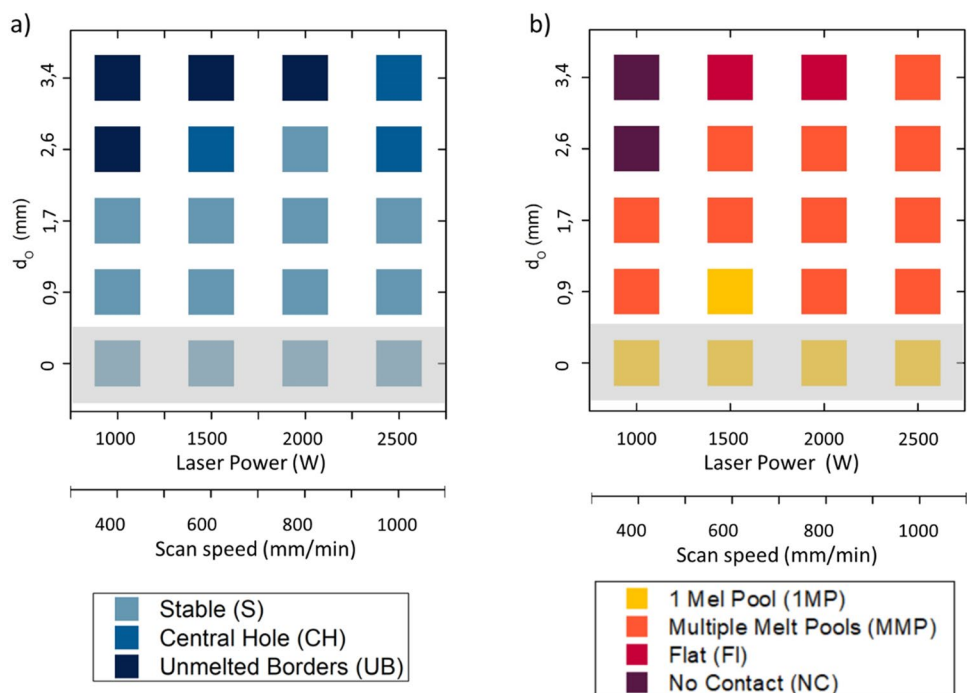 a)
3,4
2,6
1,7
0,9
0
d₀ (mm)
1000 1500 2000 2500
Laser Power (W)
400 600 800 1000
Scan speed (mm/min)
Stable (S)
Central Hole (CH)
Unmelted Borders (UB)
b)
3,4
2,6
1,7
0,9
0
d₀ (mm)
1000 1500 2000 2500
Laser Power (W)
400 600 800 1000
Scan speed (mm/min)
1 Mel Pool (1MP)
Multiple Melt Pools (MMP)
Flat (Fl)
No Contact (NC)